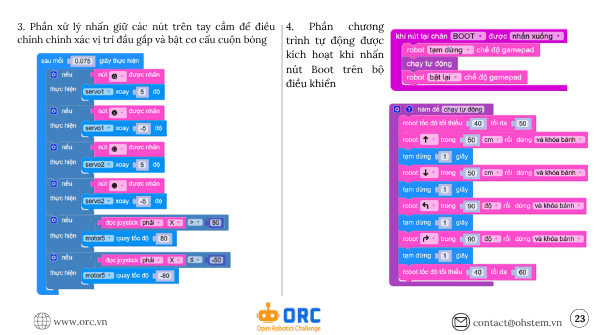 3. Phần xử lý nhấn giữ các nút trên tay cầm để điều
chỉnh chính xác vị trí đầu gắp và bật cơ cấu cuộn bóng
sau mỗi 0.075 giây thực hiện
nếu nút được nhấn
thực hiện servo1 xoay 5 độ
nếu nút được nhấn
thực hiện servo1 xoay -5 độ
nếu nút được nhấn
thực hiện servo2 xoay 5 độ
nếu nút được nhấn
thực hiện servo2 xoay -5 độ
nếu đọc joystick phải X > 50
thực hiện motor5 quay tốc độ 80
nếu đọc joystick phải X ≤ -50
thực hiện motor5 quay tốc độ -80
4. Phần chương
trình tự động được
kích hoạt khi nhấn
nút Boot trên bộ
điều khiển
khi nút tại chân BOOT được nhấn xuống
robot tạm dừng chế độ gamepad
chạy tự động
robot bật lại chế độ gamepad
? hàm để chạy tự động
robot tốc độ tối thiểu 40 tối đa 50
robot ↑ trong 50 cm rồi dừng và khóa bánh
tạm dừng 1 giây
robot ↓ trong 50 cm rồi dừng và khóa bánh
tạm dừng 1 giây
robot ↰ trong 90 độ rồi dừng và khóa bánh
tạm dừng 1 giây
robot ↱ trong 90 độ rồi dừng và khóa bánh
tạm dừng 1 giây
robot tốc độ tối thiểu 40 tối đa 60
www.orc.vn
ORC
Open Robotics Challenge
contact@ohstem.vn
23